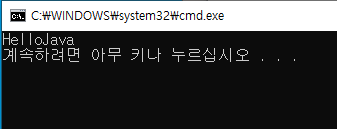 C:₩WINDOWS₩system32₩cmd.exe
HelloJava
계속하려면 아무 키나 누르십시오 . . .